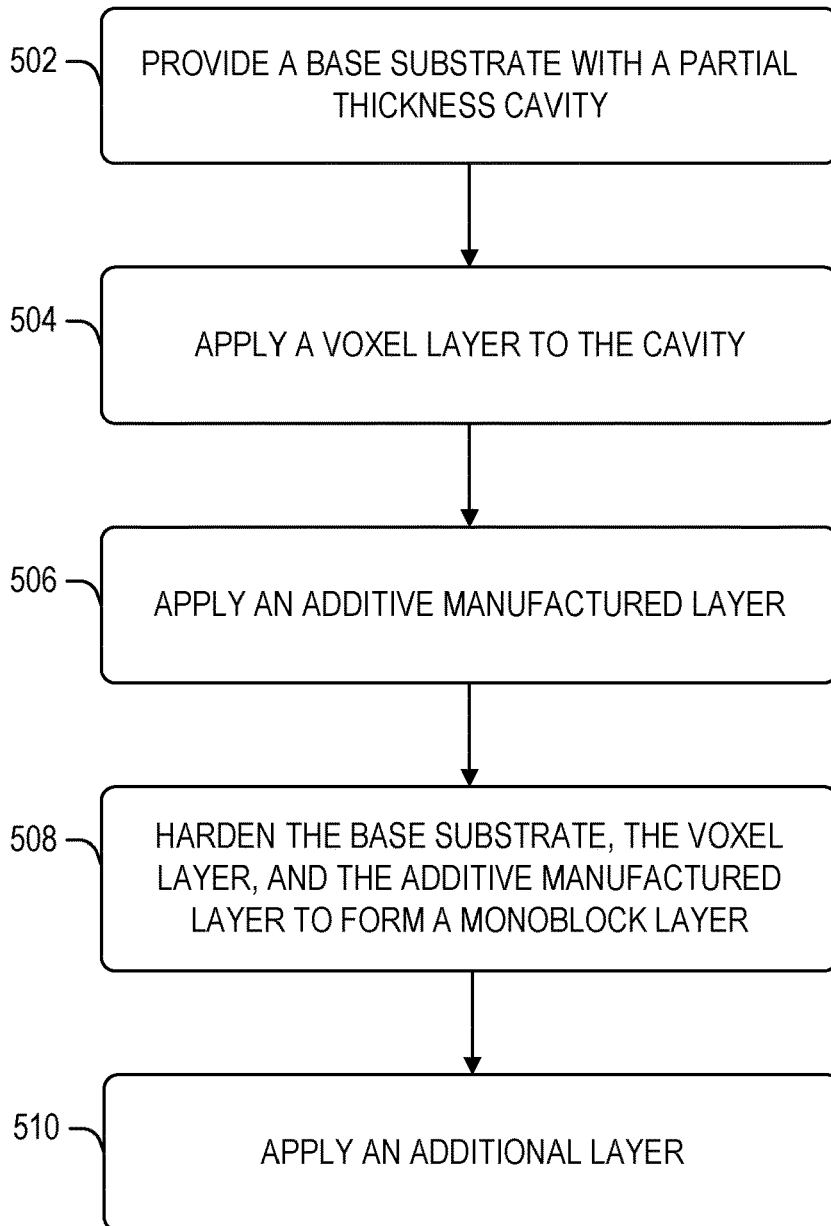 502
PROVIDE A BASE SUBSTRATE WITH A PARTIAL
THICKNESS CAVITY
504
APPLY A VOXEL LAYER TO THE CAVITY
506
APPLY AN ADDITIVE MANUFACTURED LAYER
508
HARDEN THE BASE SUBSTRATE, THE VOXEL
LAYER, AND THE ADDITIVE MANUFACTURED
LAYER TO FORM A MONOBLOCK LAYER
510
APPLY AN ADDITIONAL LAYER